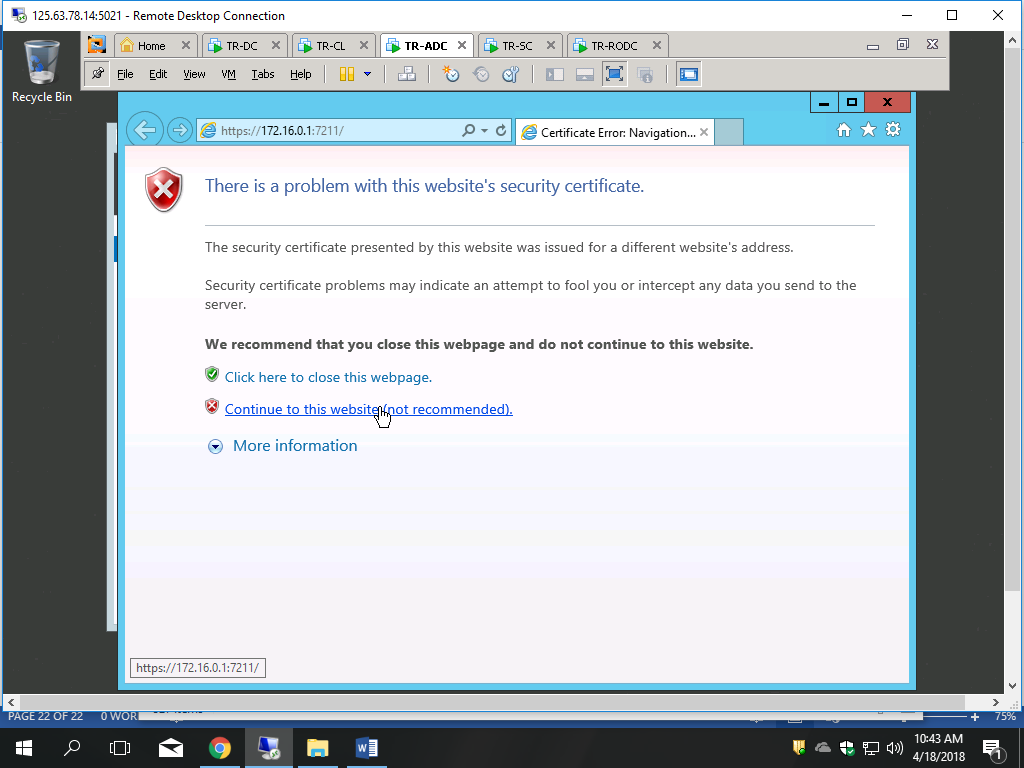 125.63.78.14:5021 - Remote Desktop Connection
Recycle Bin
Home TR-DC TR-CL TR-ADC TR-SC TR-RODC
File Edit View VM Tabs Help
https://172.16.0.1:7211/ Certificate Error: Navigation...
There is a problem with this website's security certificate.
The security certificate presented by this website was issued for a different website's address.
Security certificate problems may indicate an attempt to fool you or intercept any data you send to the
server.
We recommend that you close this webpage and do not continue to this website.
Click here to close this webpage.
Continue to this website (not recommended).
More information
https://172.16.0.1:7211/
PAGE 22 OF 22 0 WOR 75%
10:43 AM
4/18/2018
1